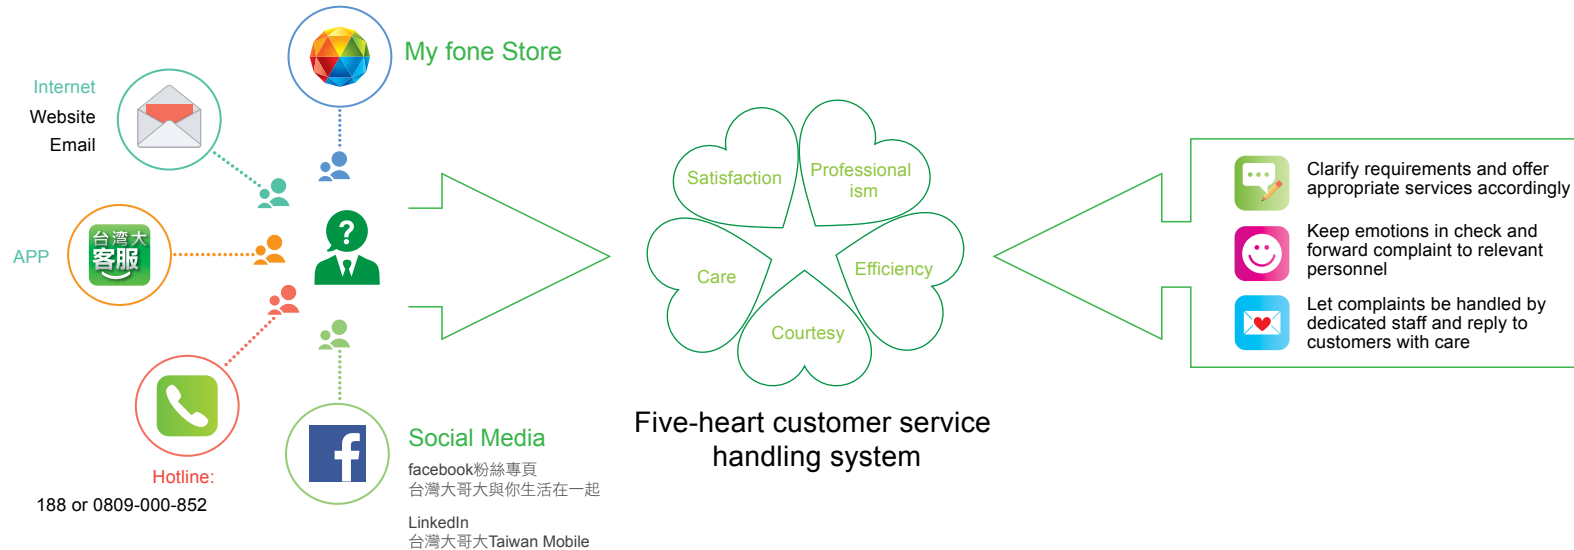 My fone Store
Internet
Website
Email
台湾大
客服
APP
Hotline:
188 or 0809-000-852
Social Media
facebook粉絲專頁
台灣大哥大與你生活在一起
LinkedIn
台灣大哥大Taiwan Mobile
Satisfaction
Professional
ism
Care
Efficiency
Courtesy
Five-heart customer service
handling system
Clarify requirements and offer
appropriate services accordingly
Keep emotions in check and
forward complaint to relevant
personnel
Let complaints be handled by
dedicated staff and reply to
customers with care